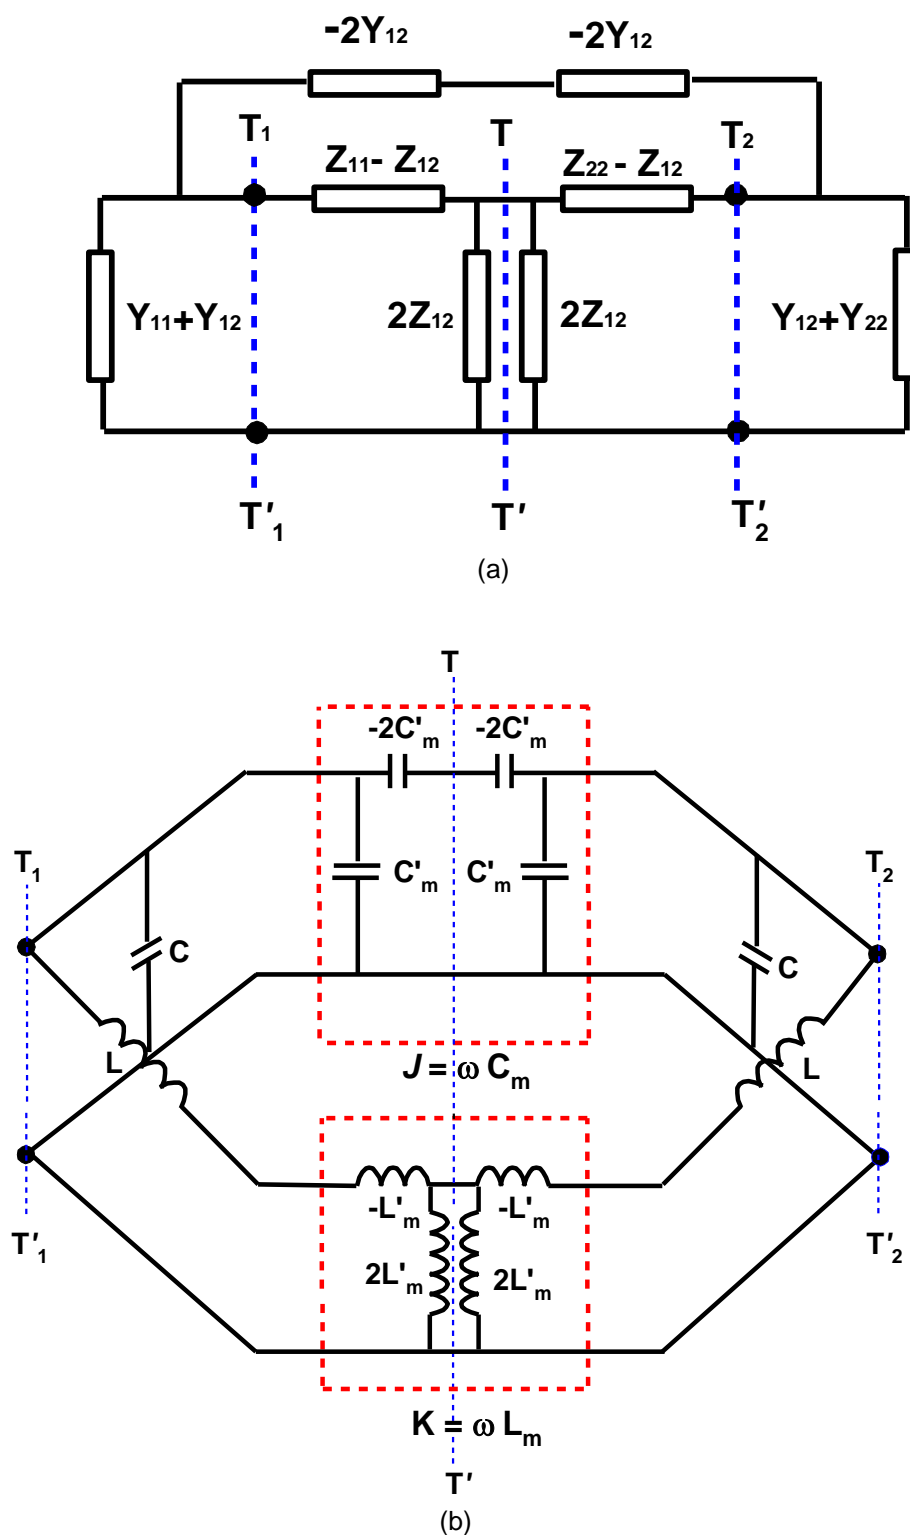 -2Y12 -2Y12
T1 T T2
Z11- Z12 Z22 - Z12
Y11+Y12 2Z12 2Z12 Y12+Y22
T'1 T' T'2
(a)
T
-2C'm -2C'm
T1 C'm C'm T2
C C
L L
J = ω Cm
-L'm -L'm
T'1 T'2
2L'm 2L'm
K = ω Lm
T'
(b)